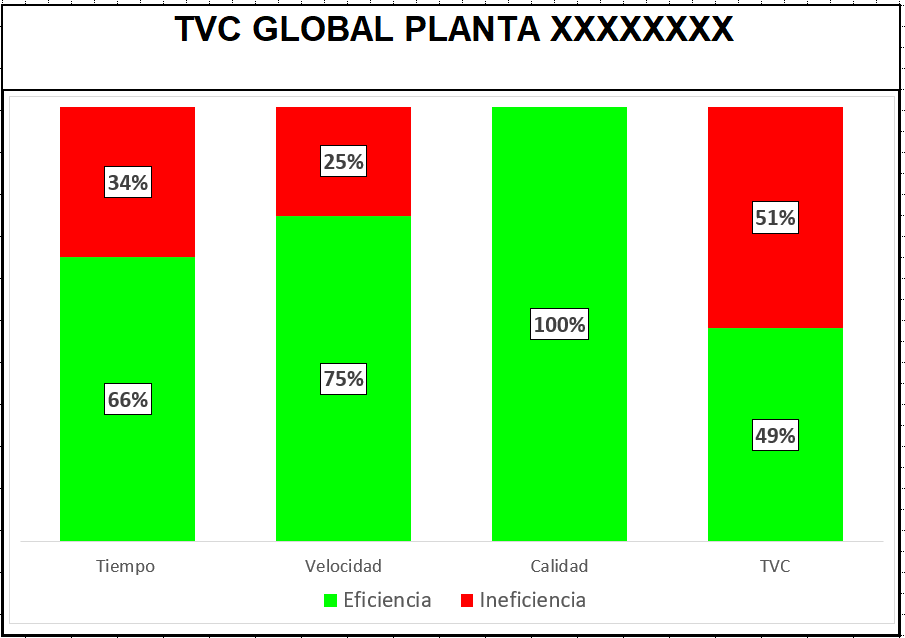 TVC GLOBAL PLANTA XXXXXXXX
34% 25% 51%
66% 75% 100% 49%
Tiempo Velocidad Calidad TVC
Eficiencia Ineficiencia